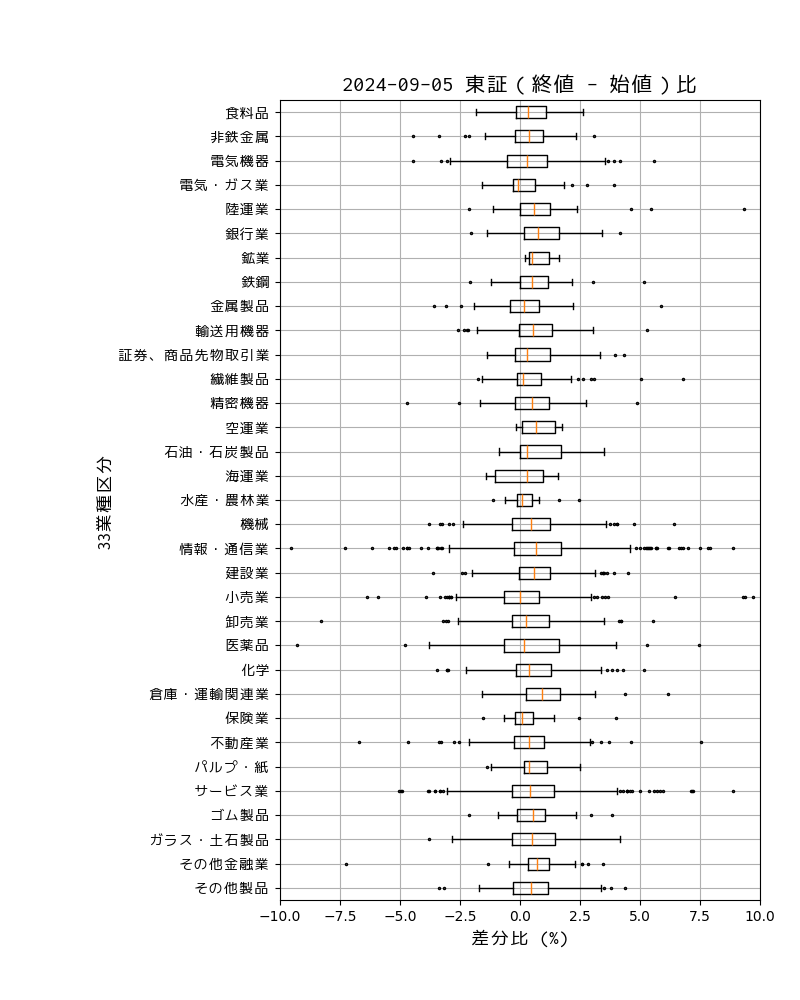 2024-09-05 東証 ( 終値 - 始値 ) 比
食料品
非鉄金属
電気機器
電気・ガス業
陸運業
銀行業
鉱業
鉄鋼
金属製品
輸送用機器
証券、商品先物取引業
繊維製品
精密機器
空運業
石油・石炭製品
海運業
水産・農林業
機械
情報・通信業
建設業
小売業
卸売業
医薬品
化学
倉庫・運輸関連業
保険業
不動産業
パルプ・紙
サービス業
ゴム製品
ガラス・土石製品
その他金融業
その他製品
33業種区分
−10.0 −7.5 −5.0 −2.5 0.0 2.5 5.0 7.5 10.0
差分比 (%)